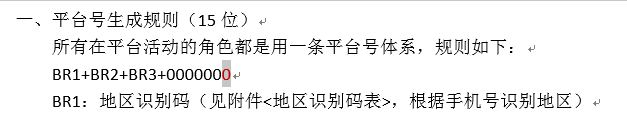 一、平台号生成规则（15 位）
所有在平台活动的角色都是用一条平台号体系，规则如下：
BR1+BR2+BR3+00000000
BR1：地区识别码（见附件<地区识别码表>，根据手机号识别地区）